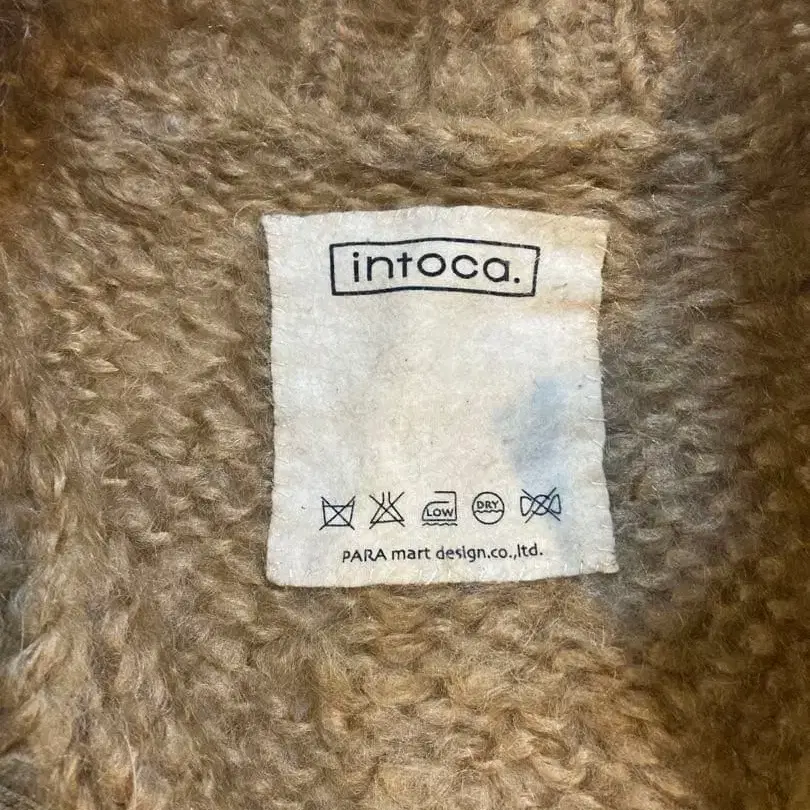 intoca.
LOW DRY
PARA mart design.co.,ltd.